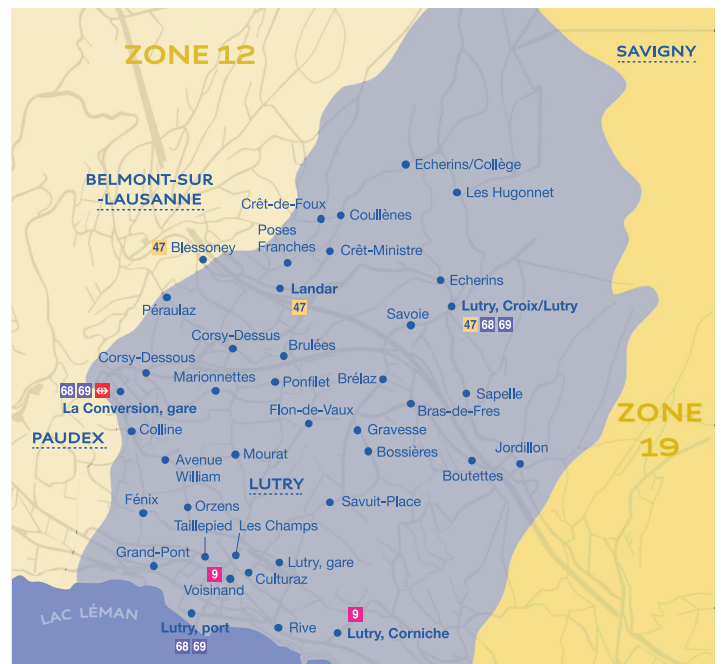 ZONE 12
SAVIGNY
Echerins/Collège
BELMONT-SUR
-LAUSANNE
Les Hugonnet
Crêt-de-Foux
Coullènes
Poses
Franches
47 Blessoney
Crêt-Ministre
Echerins
Landar
47
Péraulaz
Lutry, Croix/Lutry
47 68 69
Savoie
Corsy-Dessus
Brulées
Corsy-Dessous
Marionnettes
Ponfilet
Brélaz
68 69
La Conversion, gare
Sapelle
Flon-de-Vaux
Bras-de-Fres
ZONE
19
PAUDEX
Colline
Gravesse
Jordillon
Mourat
Bossières
Avenue
William
Boutettes
LUTRY
Fénix
Orzens
Savuit-Place
Taillepied
Les Champs
Grand-Pont
Lutry, gare
9
Culturaz
Voisinand
LAC LÉMAN
9
Lutry, port
68 69
Rive
Lutry, Corniche